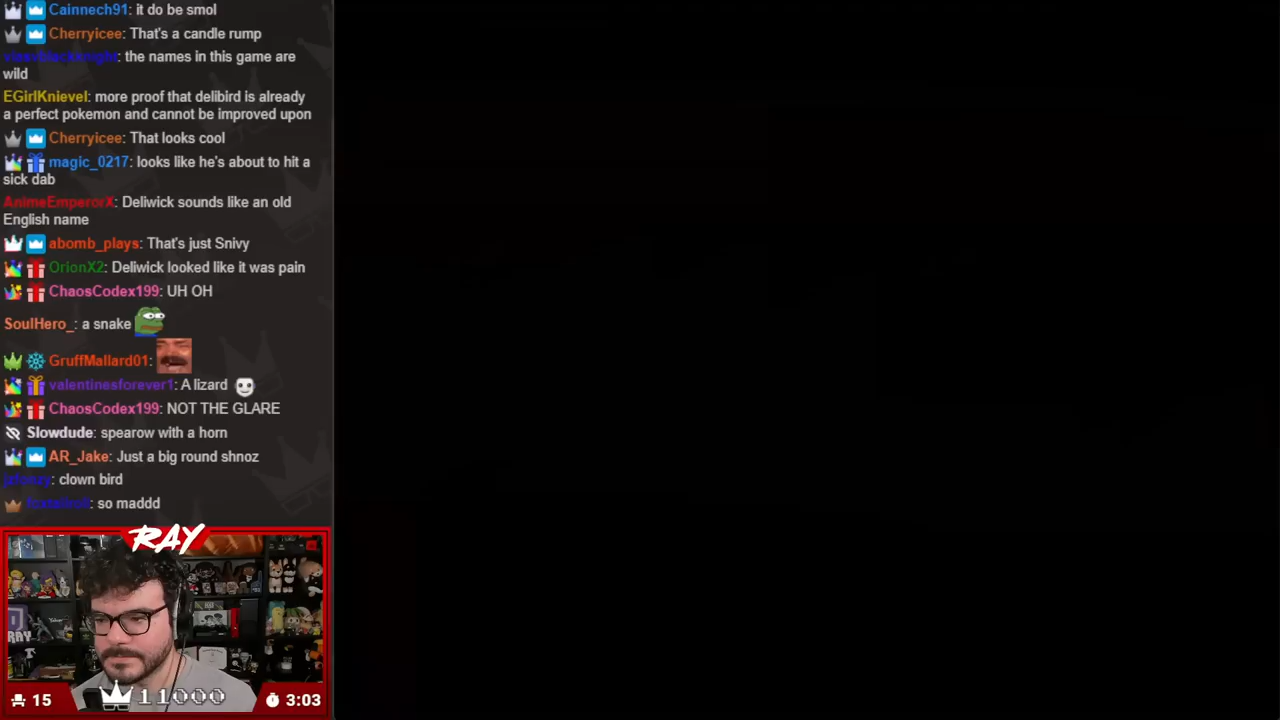 Cainnech91: it do be smol
Cherryicee: That's a candle rump
the names in this game are
wild
EGirlKnievel: more proof that delibird is already
a perfect pokemon and cannot be improved upon
Cherryicee: That looks cool
magic_0217: looks like he's about to hit a
sick dab
AnimeEmperorX: Deliwick sounds like an old
English name
abomb_plays: That's just Snivy
OrionX2: Deliwick looked like it was pain
ChaosCodex199: UH OH
SoulHero_: a snake
GruffMallard01:
valentinesforever1: A lizard
ChaosCodex199: NOT THE GLARE
Slowdude: spearow with a horn
AR_Jake: Just a big round shnoz
clown bird
so maddd
RAY
RAY
15
11000
3:03